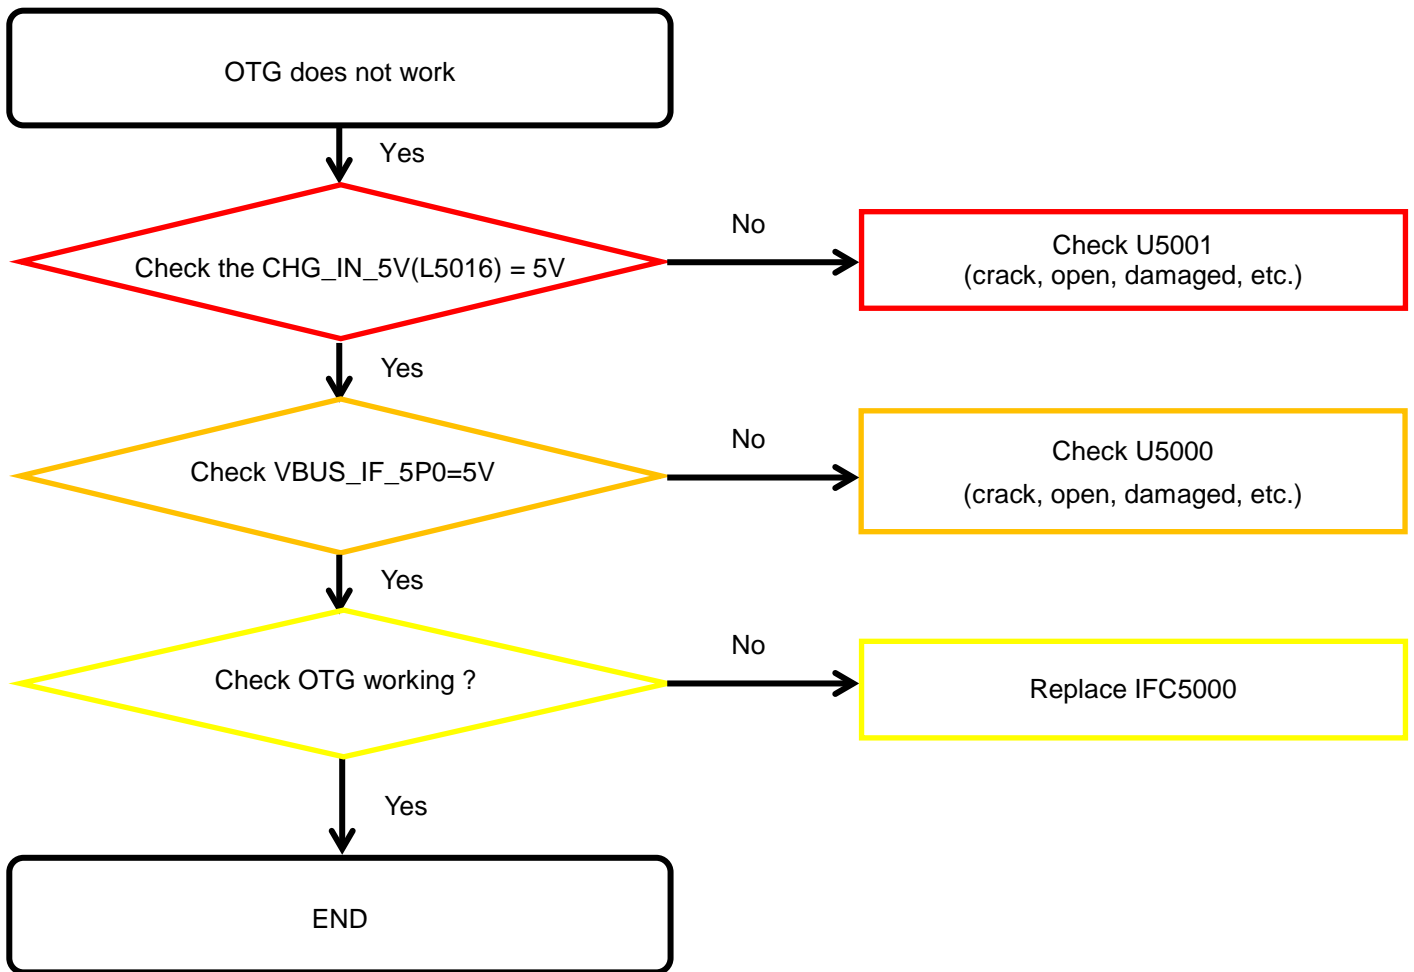 OTG does not work
Yes
Check the CHG_IN_5V(L5016) = 5V
No
Check U5001
(crack, open, damaged, etc.)
Yes
Check VBUS_IF_5P0=5V
No
Check U5000
(crack, open, damaged, etc.)
Yes
Check OTG working ?
No
Replace IFC5000
Yes
END